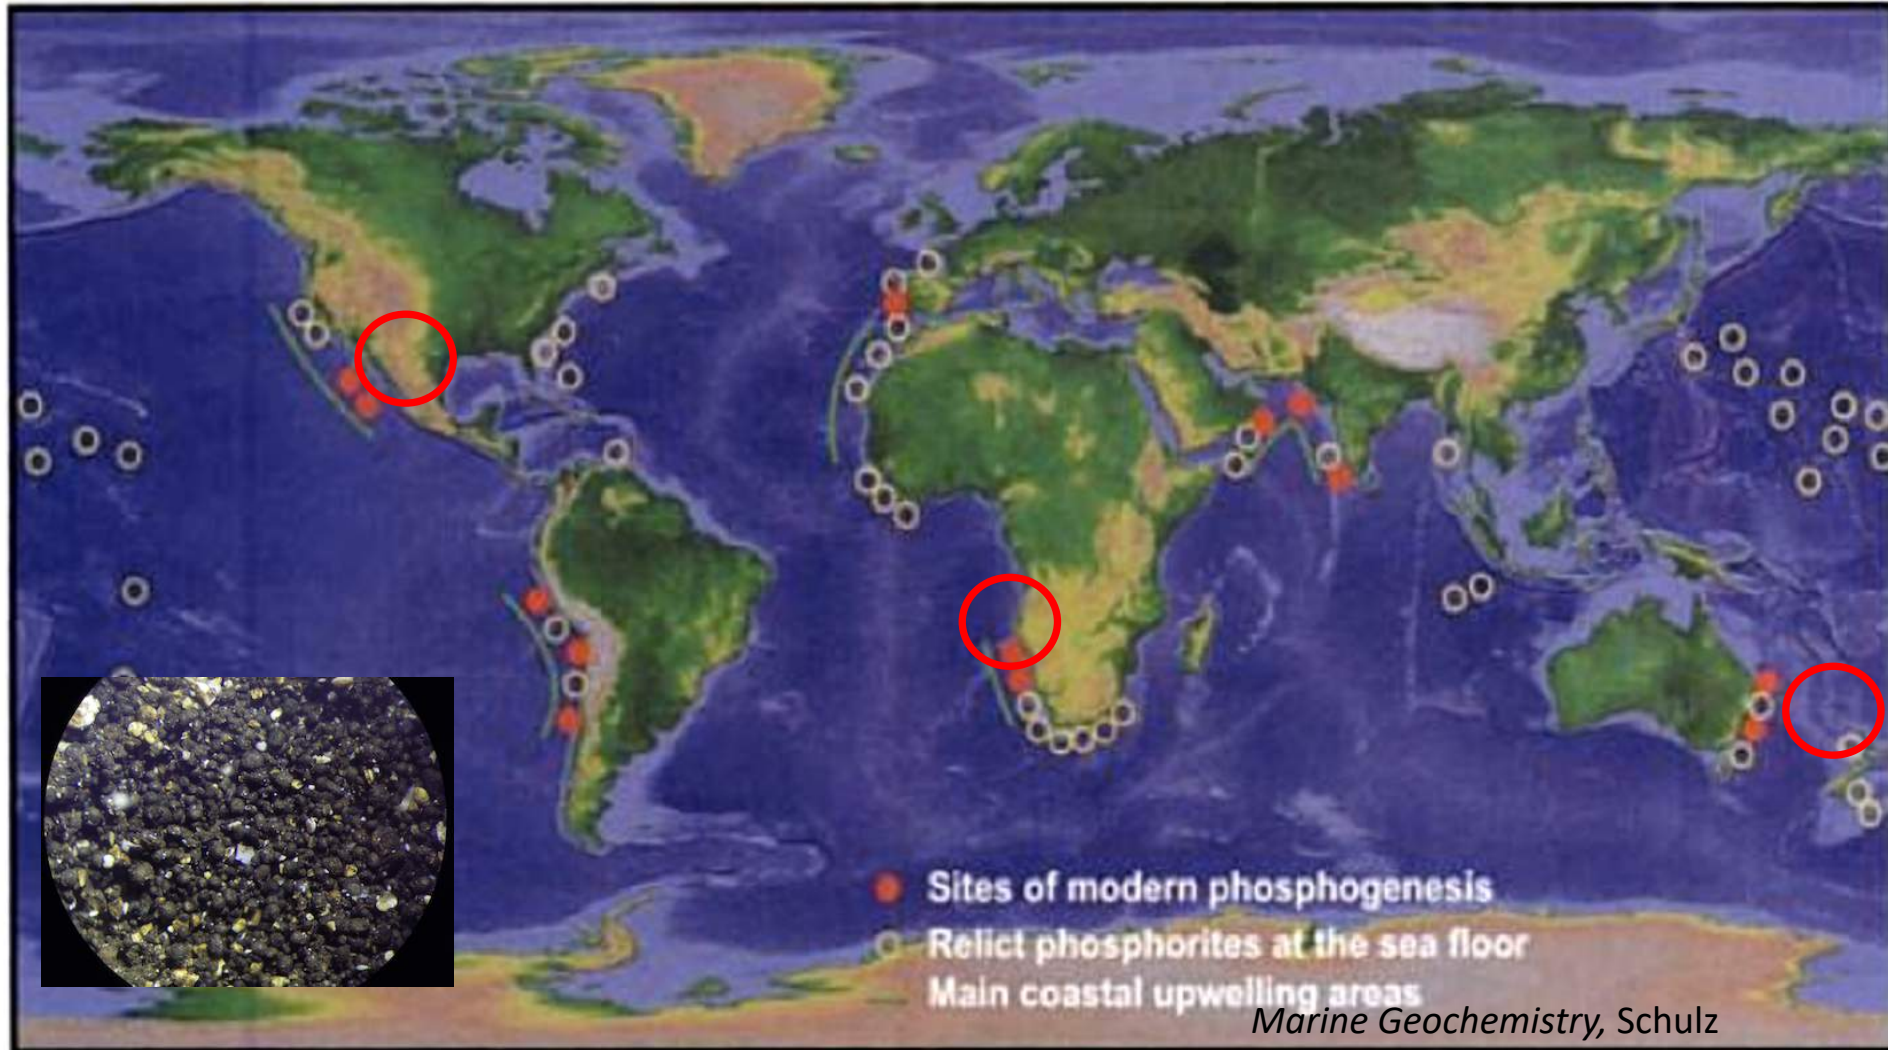 Sites of modern phosphogenesis
Relict phosphorites at the sea floor
Main coastal upwelling areas
Marine Geochemistry, Schulz